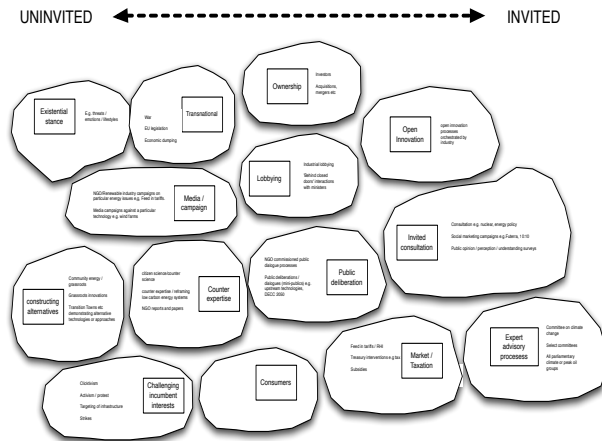 UNINVITED
INVITED
Existential
stance
E.g, threats /
emotions / lifestyles
Transnational
War
EU legislation
Economic dumping
Ownership
Investors
Acquisitions,
mergers etc
Open
Innovation
open innovation
processes
orchestrated by
industry
NGO/Renewable industry campaigns on
particular energy issues e.g. Feed in tariffs.
Media campaigns against a particular
technology e.g. wind farms
Media /
campaign
Lobbying
Industrial lobbying
'Behind closed
doors' interactions
with ministers
Invited
consultation
Consultation e.g. nuclear, energy policy
Social marketing campaigns e.g.Futerra, 10:10
Public opinion / perception / understanding surveys
constructing
alternatives
Community energy /
grassroots
Grassroots innovations
Transition Towns etc
demonstrating alternative
technologies or approaches
citizen science/counter
science
counter expertise / reframing
low carbon energy systems
NGO reports and papers
Counter
expertise
NGO commissioned public
dialogue processes
Public deliberations /
dialogues (mini-publics) e.g.
upstream technologies,
DECC 2050
Public
deliberation
Clicktivism
Activism / protest
Targeting of infrastructure
Strikes
Challenging
incumbent
interests
Consumers
Feed in tariffs / RHI
Treasury interventions e.g tax
Subsidies
Market /
Taxation
Expert
advisory
processess
Committee on climate
change
Select committees
All parliamentary
climate or peak oil
groups